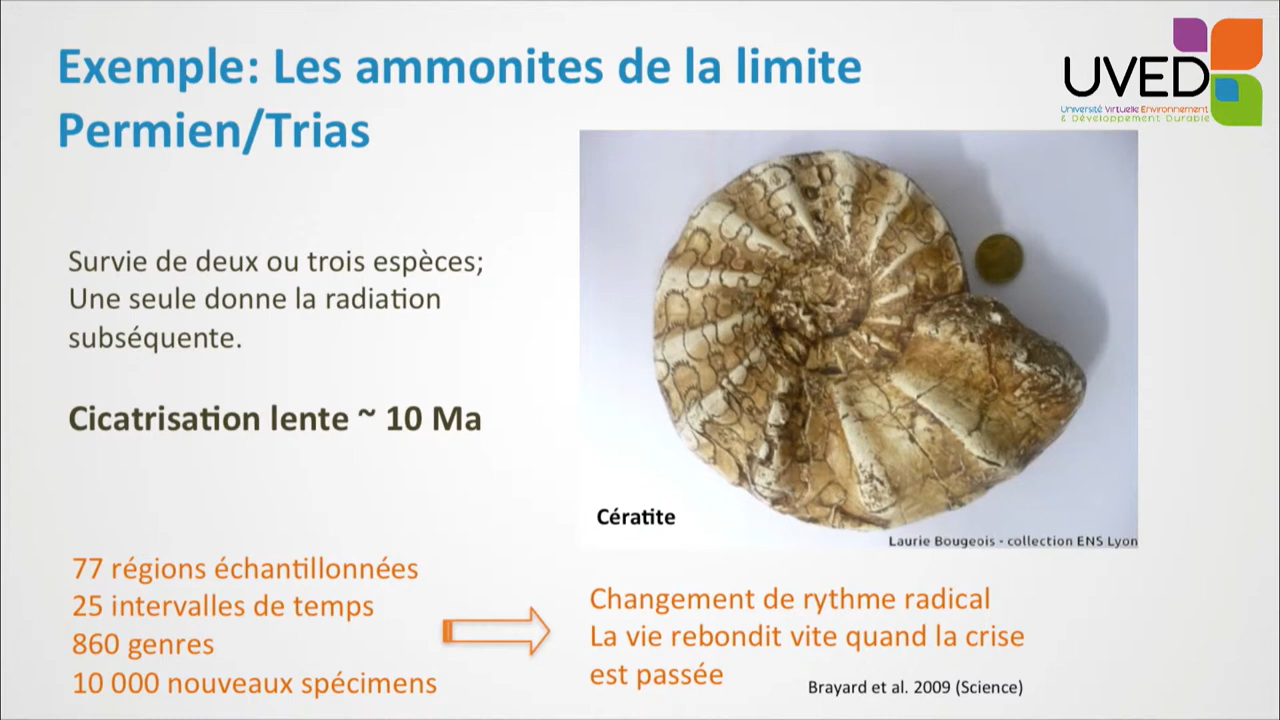 Exemple: Les ammonites de la limite
Permien/Trias
UVED
Université Virtuelle Environnement
& Développement Durable
Survie de deux ou trois espèces;
Une seule donne la radiation
subséquente.
Cicatrisation lente ~ 10 Ma
Cératite
Laurie Bougeois - collection ENS Lyon
77 régions échantillonnées
25 intervalles de temps
860 genres
10 000 nouveaux spécimens
Changement de rythme radical
La vie rebondit vite quand la crise
est passée
Brayard et al. 2009 (Science)